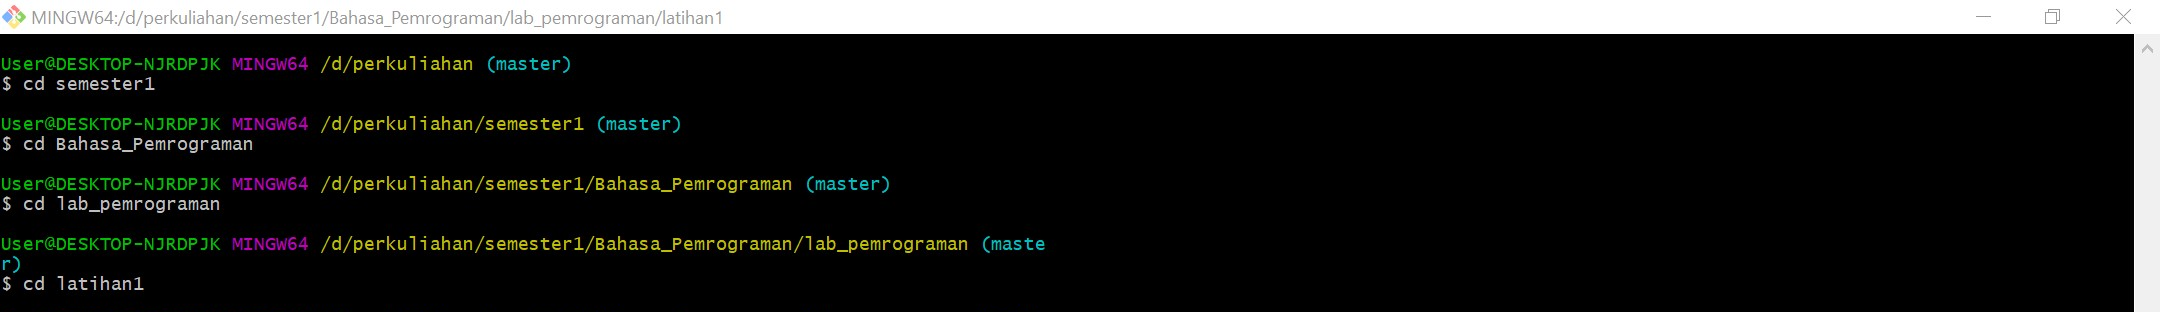 MINGW64:/d/perkuliahan/semester1/Bahasa_Pemrograman/lab_pemrograman/latihan1
User@DESKTOP-NJRDPJK MINGW64 /d/perkuliahan (master)
$ cd semester1
User@DESKTOP-NJRDPJK MINGW64 /d/perkuliahan/semester1 (master)
$ cd Bahasa_Pemrograman
User@DESKTOP-NJRDPJK MINGW64 /d/perkuliahan/semester1/Bahasa_Pemrograman (master)
$ cd lab_pemrograman
User@DESKTOP-NJRDPJK MINGW64 /d/perkuliahan/semester1/Bahasa_Pemrograman/lab_pemrograman (maste
r)
$ cd latihan1